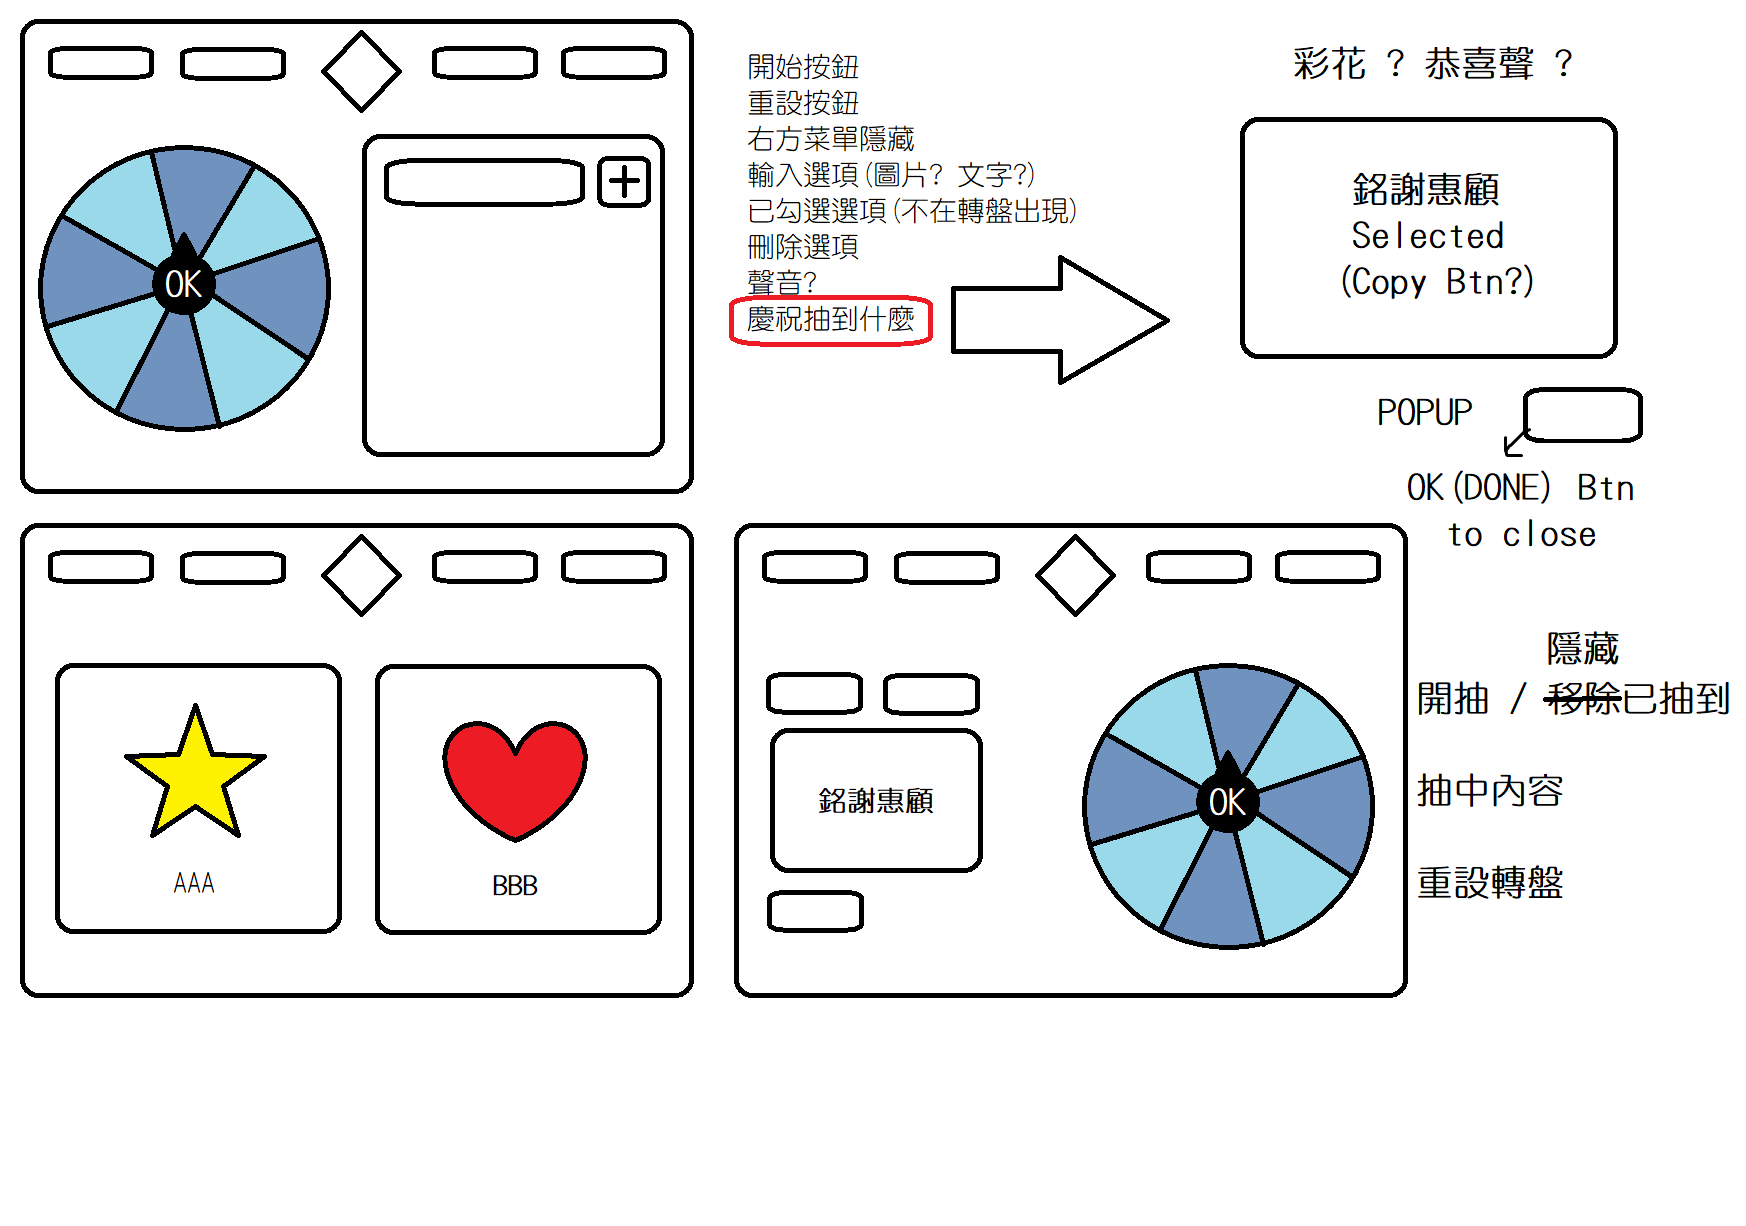 OK
開始按鈕
重設按鈕
右方菜單隱藏
輸入選項(圖片? 文字?)
已勾選選項(不在轉盤出現)
刪除選項
聲音?
慶祝抽到什麼
彩花 ? 恭喜聲 ?
銘謝惠顧
Selected
(Copy Btn?)
POPUP
OK(DONE) Btn
to close
AAA
BBB
銘謝惠顧
OK
隱藏
開抽 / 移除已抽到
抽中內容
重設轉盤